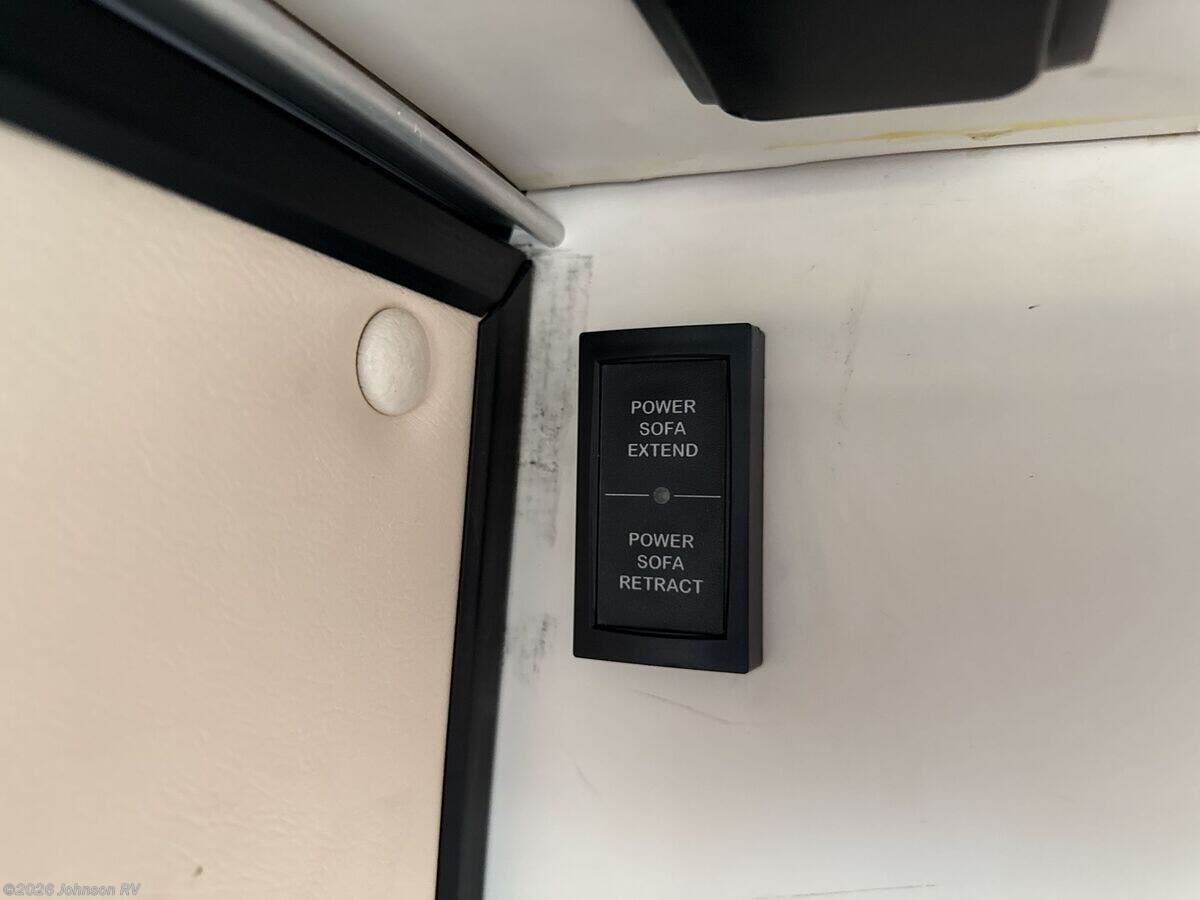 POWER
SOFA
EXTEND
POWER
SOFA
RETRACT
©2026 Johnson RV